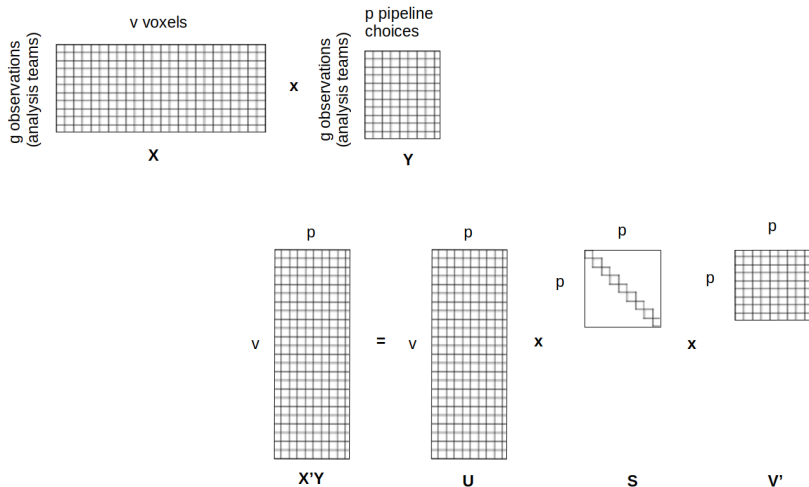 v voxels
g observations
(analysis teams)
X
x
p pipeline
choices
g observations
(analysis teams)
Y
p
v
X’Y
=
p
v
U
x
p
p
S
x
p
p
V’